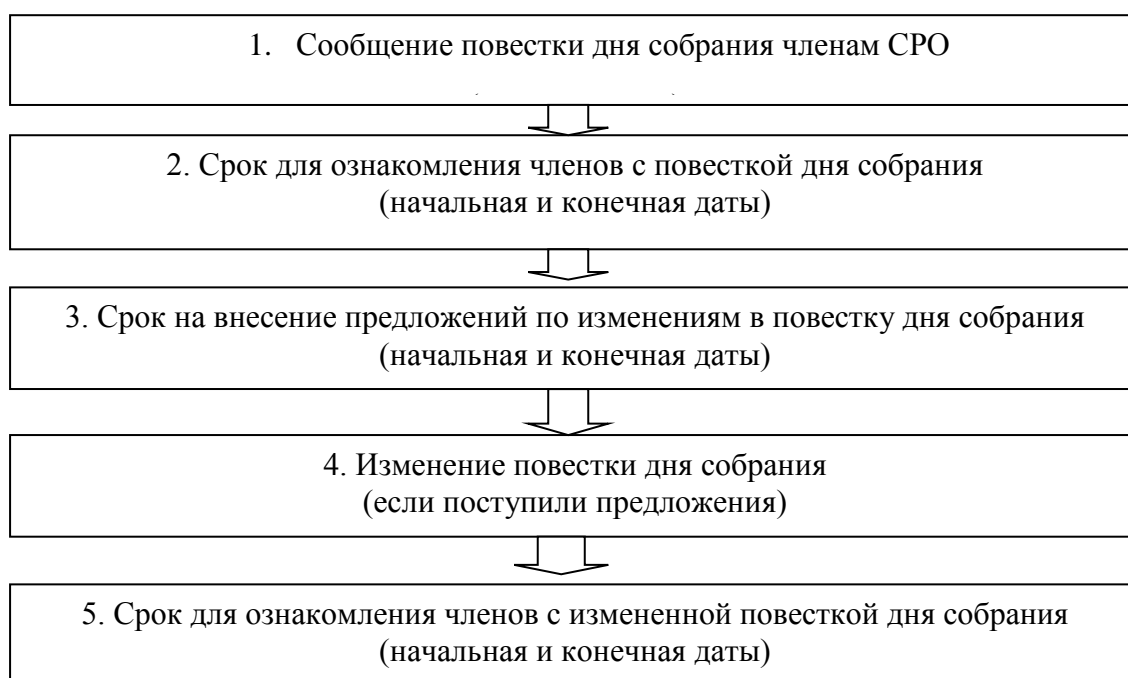 1. Сообщение повестки дня собрания членам СРО
2. Срок для ознакомления членов с повесткой дня собрания
(начальная и конечная даты)
3. Срок на внесение предложений по изменениям в повестку дня собрания
(начальная и конечная даты)
4. Изменение повестки дня собрания
(если поступили предложения)
5. Срок для ознакомления членов с измененной повесткой дня собрания
(начальная и конечная даты)